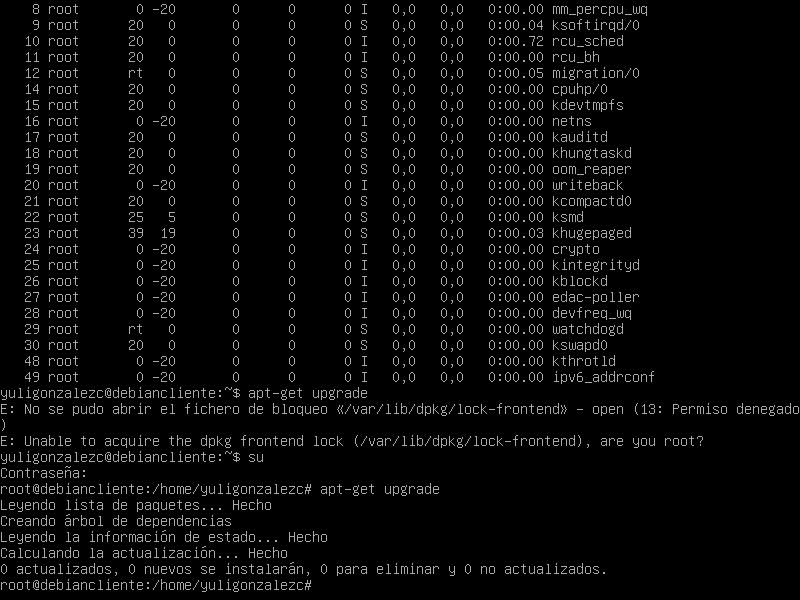 8 root       0 -20       0      0      0 I   0,0   0,0   0:00.00 mm_percpu_wq
    9 root      20   0       0      0      0 S   0,0   0,0   0:00.04 ksoftirqd/0
   10 root      20   0       0      0      0 I   0,0   0,0   0:00.72 rcu_sched
   11 root      20   0       0      0      0 I   0,0   0,0   0:00.00 rcu_bh
   12 root      rt   0       0      0      0 S   0,0   0,0   0:00.05 migration/0
   14 root      20   0       0      0      0 S   0,0   0,0   0:00.00 cpuhp/0
   15 root      20   0       0      0      0 S   0,0   0,0   0:00.00 kdevtmpfs
   16 root       0 -20       0      0      0 I   0,0   0,0   0:00.00 netns
   17 root      20   0       0      0      0 S   0,0   0,0   0:00.00 kauditd
   18 root      20   0       0      0      0 S   0,0   0,0   0:00.00 khungtaskd
   19 root      20   0       0      0      0 S   0,0   0,0   0:00.00 oom_reaper
   20 root       0 -20       0      0      0 I   0,0   0,0   0:00.00 writeback
   21 root      20   0       0      0      0 S   0,0   0,0   0:00.00 kcompactd0
   22 root      25   5       0      0      0 S   0,0   0,0   0:00.00 ksmd
   23 root      39  19       0      0      0 S   0,0   0,0   0:00.03 khugepaged
   24 root       0 -20       0      0      0 I   0,0   0,0   0:00.00 crypto
   25 root       0 -20       0      0      0 I   0,0   0,0   0:00.00 kintegrityd
   26 root       0 -20       0      0      0 I   0,0   0,0   0:00.00 kblockd
   27 root       0 -20       0      0      0 I   0,0   0,0   0:00.00 edac-poller
   28 root       0 -20       0      0      0 I   0,0   0,0   0:00.00 devfreq_wq
   29 root      rt   0       0      0      0 S   0,0   0,0   0:00.00 watchdogd
   30 root      20   0       0      0      0 S   0,0   0,0   0:00.00 kswapd0
   48 root       0 -20       0      0      0 I   0,0   0,0   0:00.00 kthrotld
   49 root       0 -20       0      0      0 I   0,0   0,0   0:00.00 ipv6_addrconf
yuligonzalezc@debiancliente:~$ apt-get upgrade
E: No se pudo abrir el fichero de bloqueo «/var/lib/dpkg/lock-frontend» - open (13: Permiso denegado
)
E: Unable to acquire the dpkg frontend lock (/var/lib/dpkg/lock-frontend), are you root?
yuligonzalezc@debiancliente:~$ su
Contraseña:
root@debiancliente:/home/yuligonzalezc# apt-get upgrade
Leyendo lista de paquetes... Hecho
Creando árbol de dependencias
Leyendo la información de estado... Hecho
Calculando la actualización... Hecho
0 actualizados, 0 nuevos se instalarán, 0 para eliminar y 0 no actualizados.
root@debiancliente:/home/yuligonzalezc#